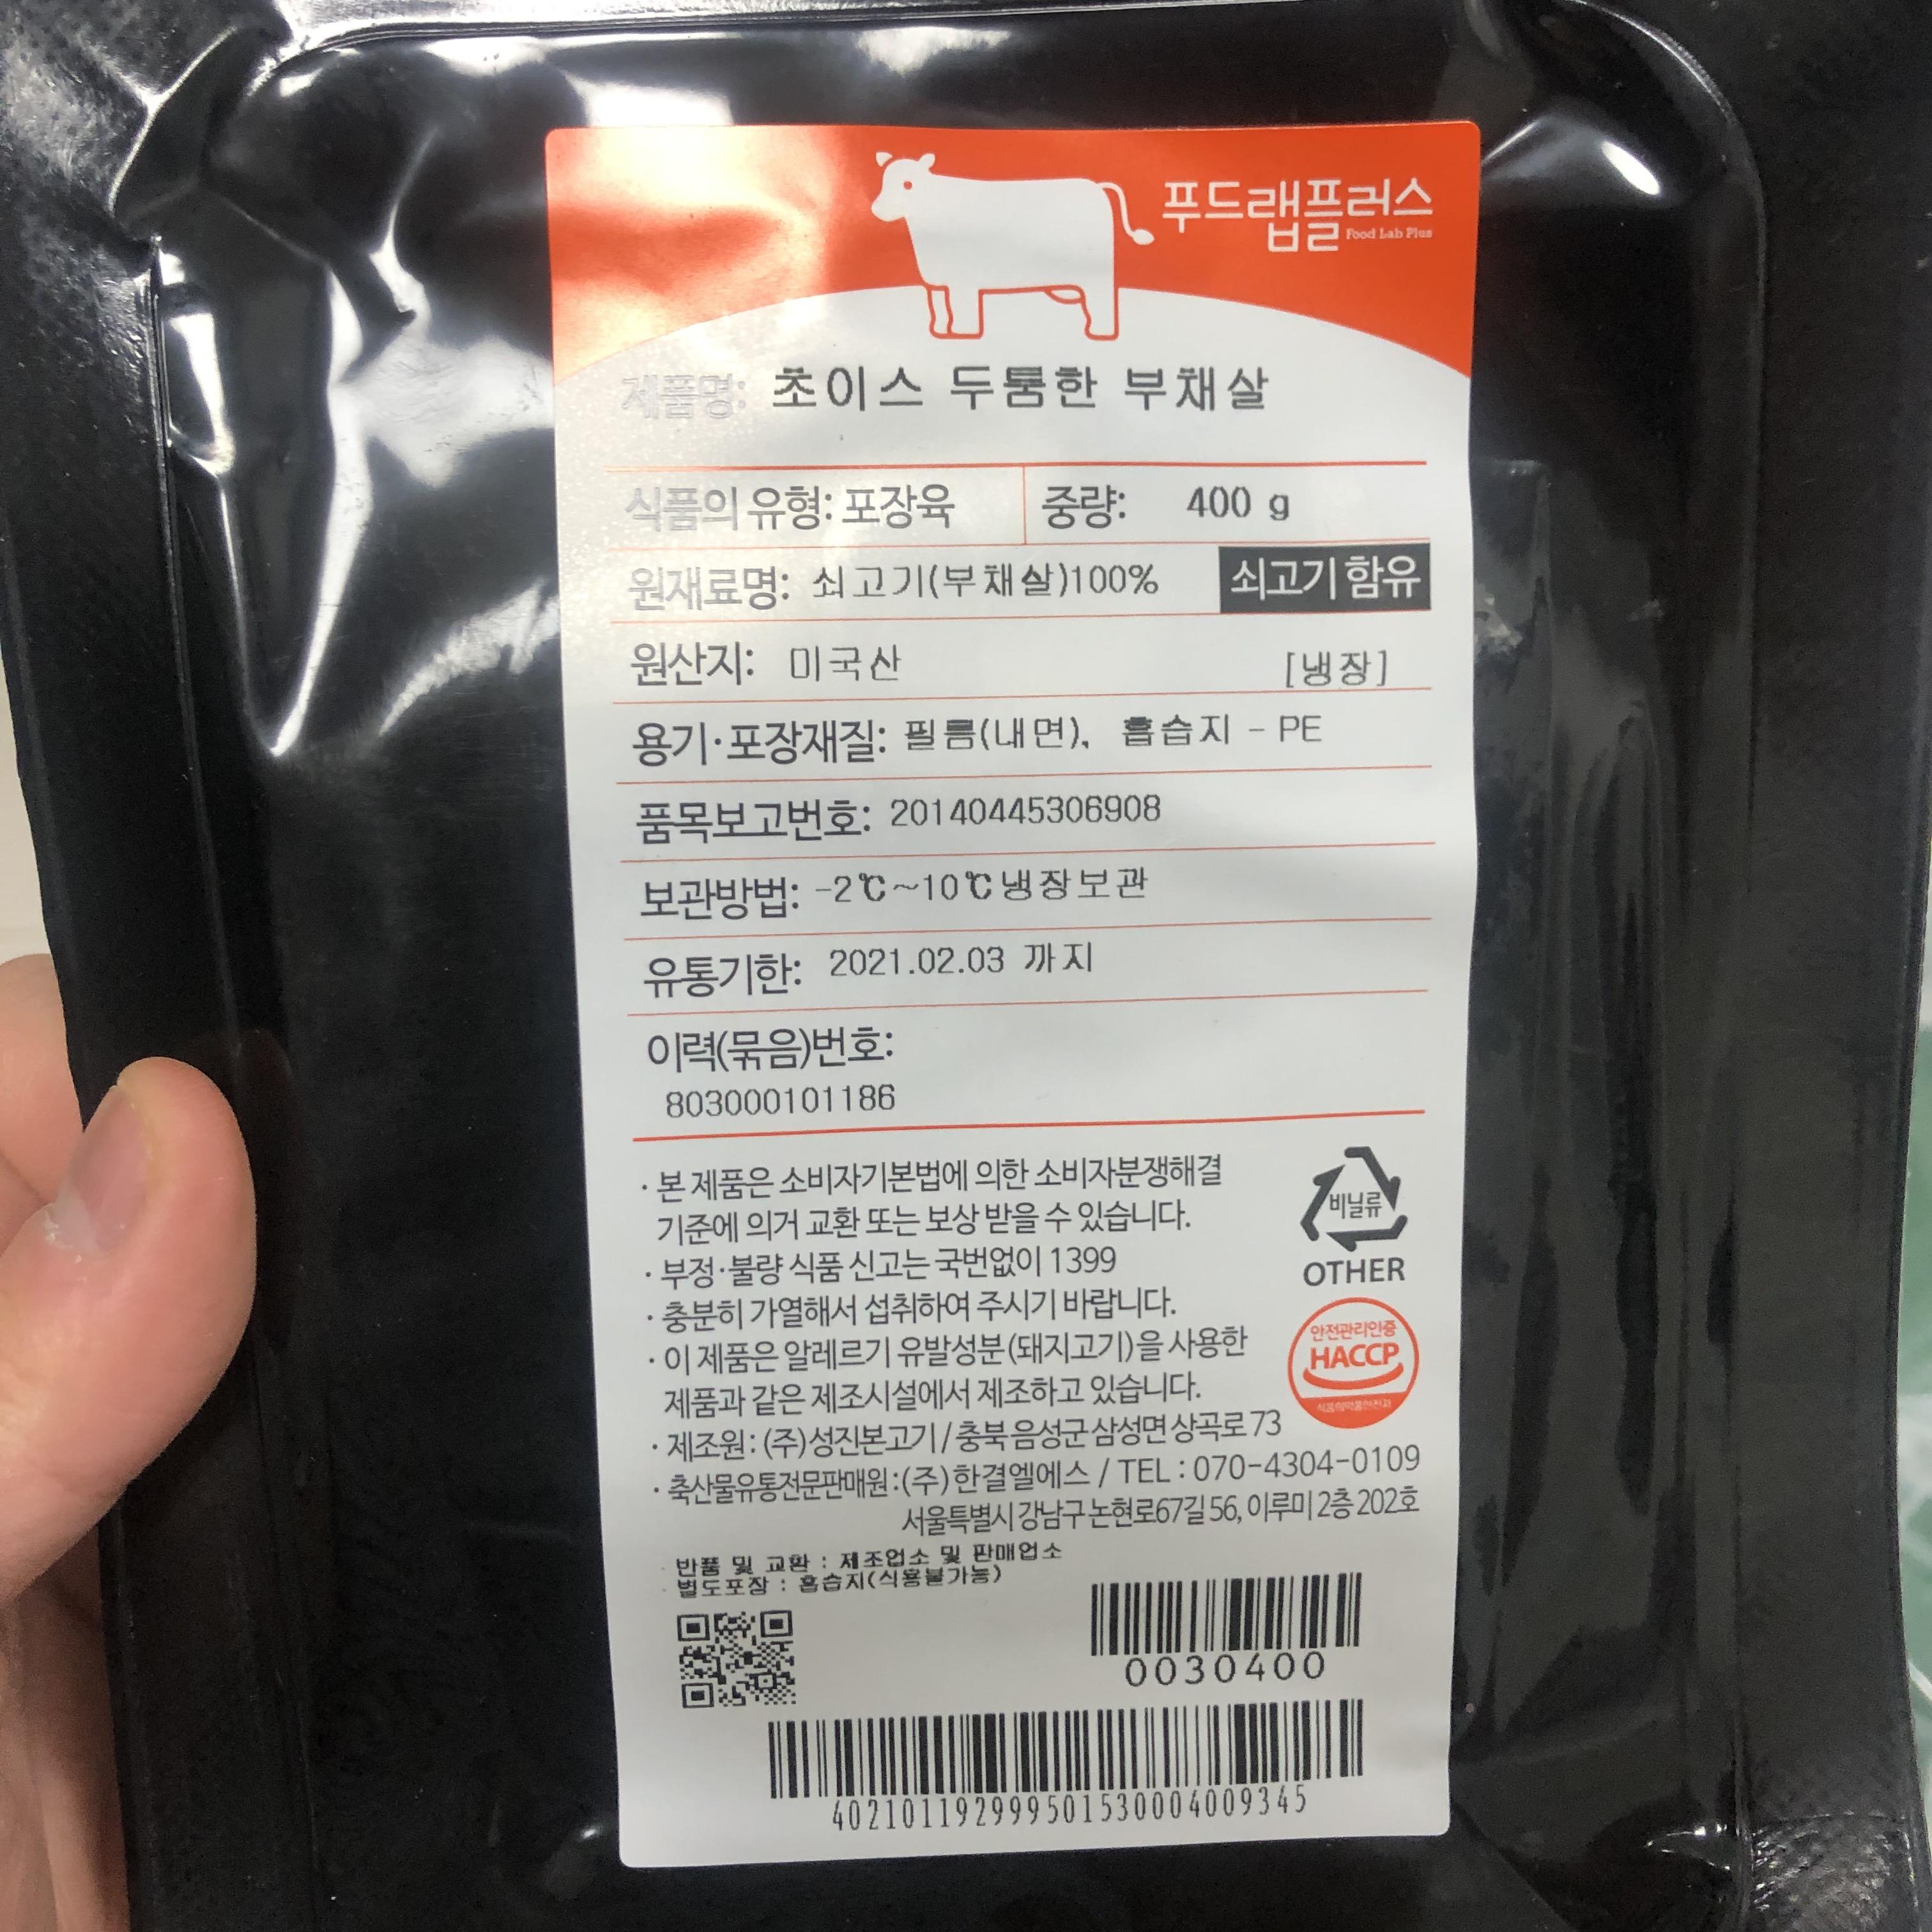 푸드랩플러스
Food Lab Plus
제품명: 초이스 두툼한 부채살
식품의 유형: 포장육 중량: 400 g
원재료명: 쇠고기(부채살)100% 쇠고기 함유
원산지: 미국산 [냉장]
용기·포장재질: 필름(내면), 흡습지 - PE
품목보고번호: 20140445306908
보관방법: -2℃~10℃냉장보관
유통기한: 2021.02.03 까지
이력(묶음)번호:
803000101186
· 본 제품은 소비자기본법에 의한 소비자분쟁해결
기준에 의거 교환 또는 보상 받을 수 있습니다.
· 부정·불량 식품 신고는 국번없이 1399
· 충분히 가열해서 섭취하여 주시기 바랍니다.
· 이 제품은 알레르기 유발성분(돼지고기)을 사용한
제품과 같은 제조시설에서 제조하고 있습니다.
· 제조원 : (주)성진본고기 / 충북 음성군 삼성면 상곡로 73
· 축산물유통전문판매원 : (주)한결엘에스 / TEL : 070-4304-0109
서울특별시 강남구 논현로67길 56, 이루미 2층 202호
비닐류
OTHER
안전관리인증
HACCP
· 반품 및 교환 : 제조업소 및 판매업소
· 별도포장 : 흡습지(식용불가능)
0030400
402101192999501530004009345